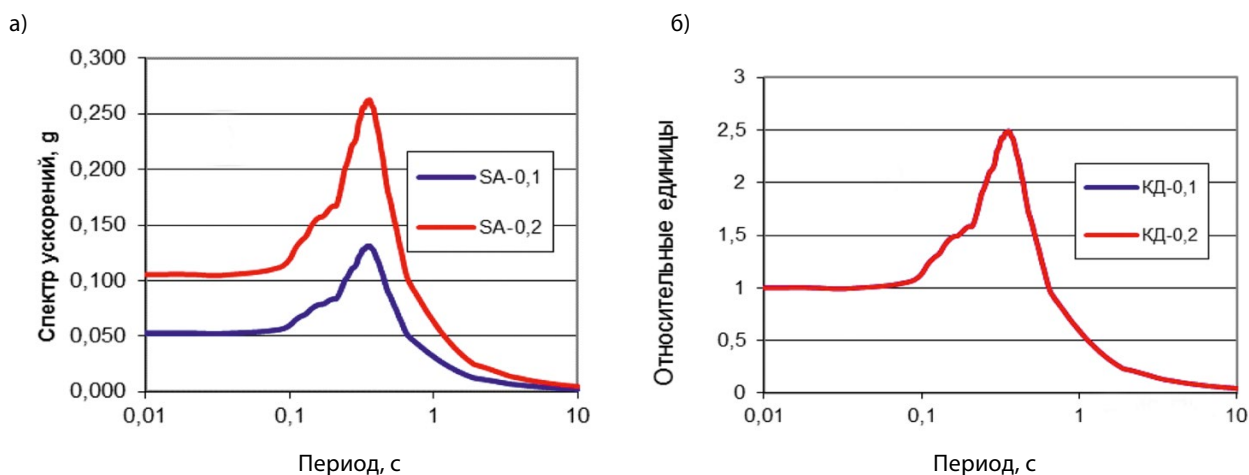 а)
Спектр ускорений, g
0,300
0,250
0,200
0,150
0,100
0,050
0,000
0,01
0,1
1
10
Период, с
SA-0,1
SA-0,2
б)
Относительные единицы
3
2,5
2
1,5
1
0,5
0
0,01
0,1
1
10
Период, с
КД-0,1
КД-0,2